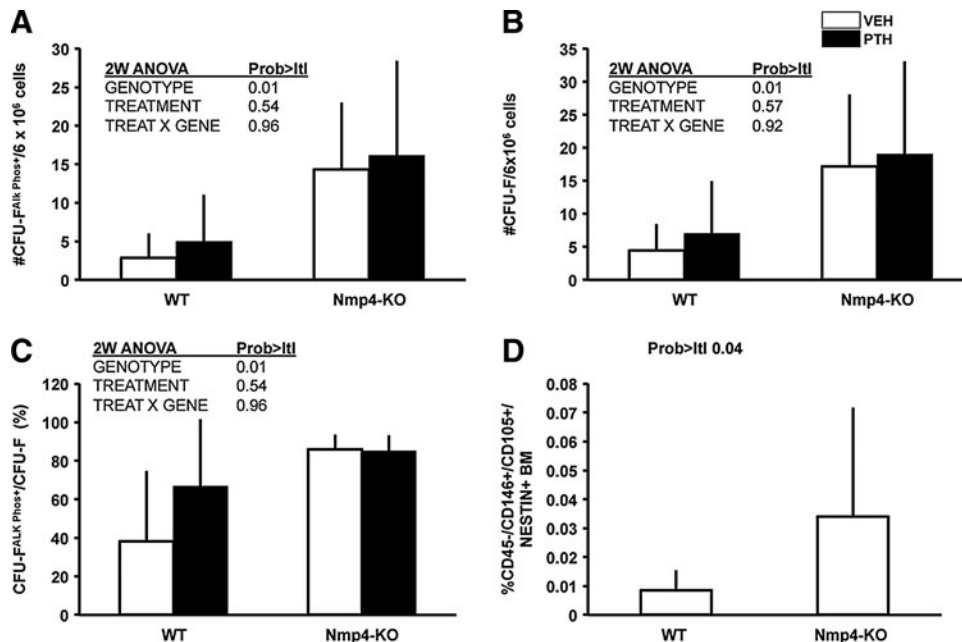 A
#CFU-F^Alk Phos+/6 x 10⁶ cells
30
25
20
15
10
5
0
2W ANOVA Prob>ltl
GENOTYPE 0.01
TREATMENT 0.54
TREAT X GENE 0.96
WT Nmp4-KO
B
VEH
PTH
#CFU-F/6x10⁶ cells
35
30
25
20
15
10
5
0
2W ANOVA Prob>ltl
GENOTYPE 0.01
TREATMENT 0.57
TREAT X GENE 0.92
WT Nmp4-KO
C
2W ANOVA Prob>ltl
GENOTYPE 0.01
TREATMENT 0.54
TREAT X GENE 0.96
CFU-F^ALK Phos+/CFU-F (%)
120
100
80
60
40
20
0
WT Nmp4-KO
D
Prob>ltl 0.04
%CD45-/CD146+/CD105+/
NESTIN+ BM
0.08
0.07
0.06
0.05
0.04
0.03
0.02
0.01
0
WT Nmp4-KO